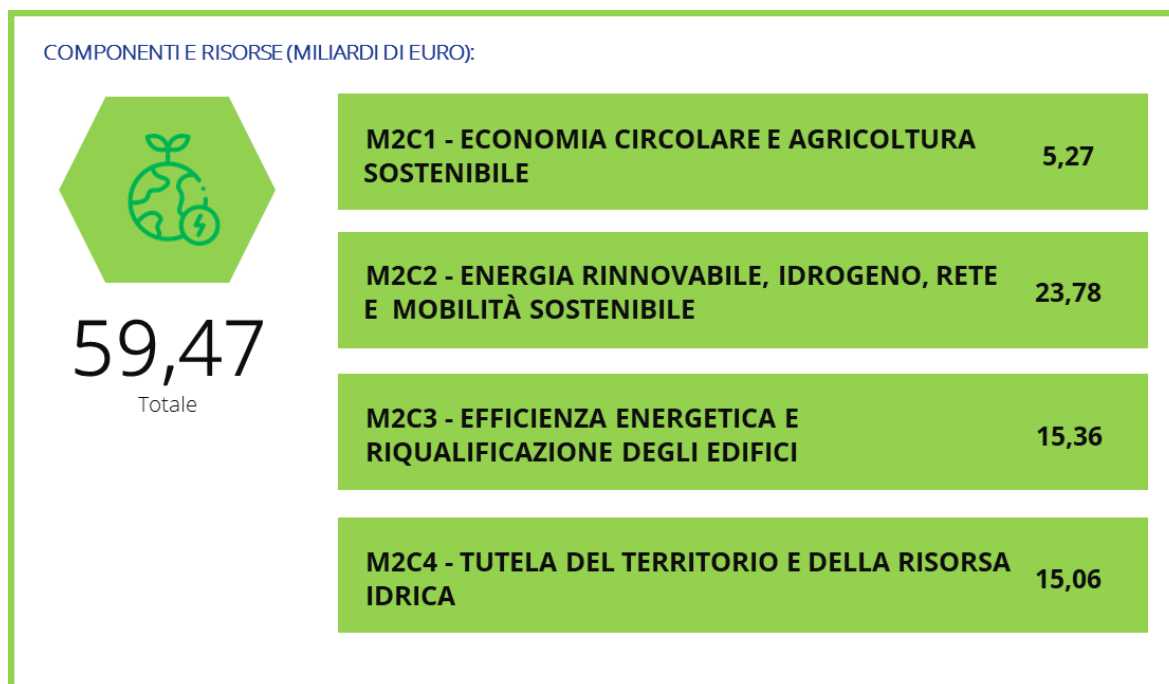 COMPONENTI E RISORSE (MILIARDI DI EURO):
59,47
Totale
M2C1 - ECONOMIA CIRCOLARE E AGRICOLTURA
SOSTENIBILE
5,27
M2C2 - ENERGIA RINNOVABILE, IDROGENO, RETE
E MOBILITÀ SOSTENIBILE
23,78
M2C3 - EFFICIENZA ENERGETICA E
RIQUALIFICAZIONE DEGLI EDIFICI
15,36
M2C4 - TUTELA DEL TERRITORIO E DELLA RISORSA
IDRICA
15,06